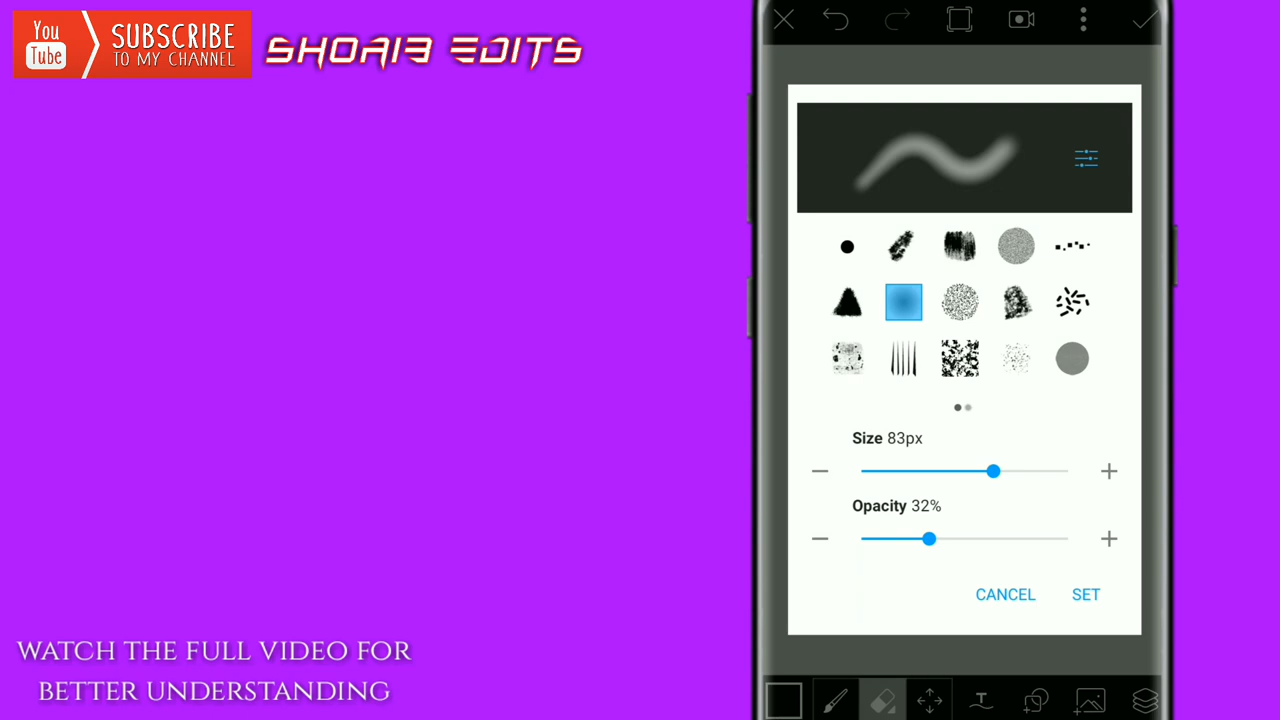 You
Tube
SUBSCRIBE
TO MY CHANNEL
SHOAIB EDITS
Size 83px
Opacity 32%
CANCEL SET
WATCH THE FULL VIDEO FOR
BETTER UNDERSTANDING
T